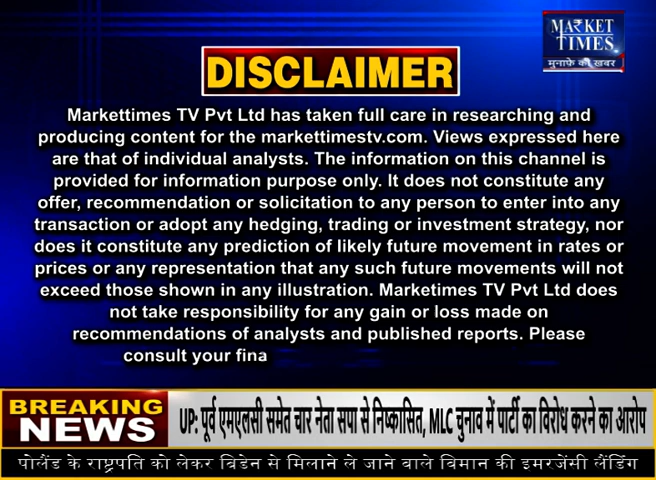 MARKET
TIMES
मुनाफे की खबर
DISCLAIMER
Markettimes TV Pvt Ltd has taken full care in researching and
producing content for the markettimestv.com. Views expressed here
are that of individual analysts. The information on this channel is
provided for information purpose only. It does not constitute any
offer, recommendation or solicitation to any person to enter into any
transaction or adopt any hedging, trading or investment strategy, nor
does it constitute any prediction of likely future movement in rates or
prices or any representation that any such future movements will not
exceed those shown in any illustration. Marketimes TV Pvt Ltd does
not take responsibility for any gain or loss made on
recommendations of analysts and published reports. Please
consult your fina
BREAKING
NEWS
UP: पूर्व एमएलसी समेत चार नेता सपा से निष्कासित, MLC चुनाव में पार्टी का विरोध करने का आरोप
पोलैंड के राष्ट्रपति को लेकर बिडेन से मिलाने ले जाने वाले विमान की इमरजेंसी लैंडिंग